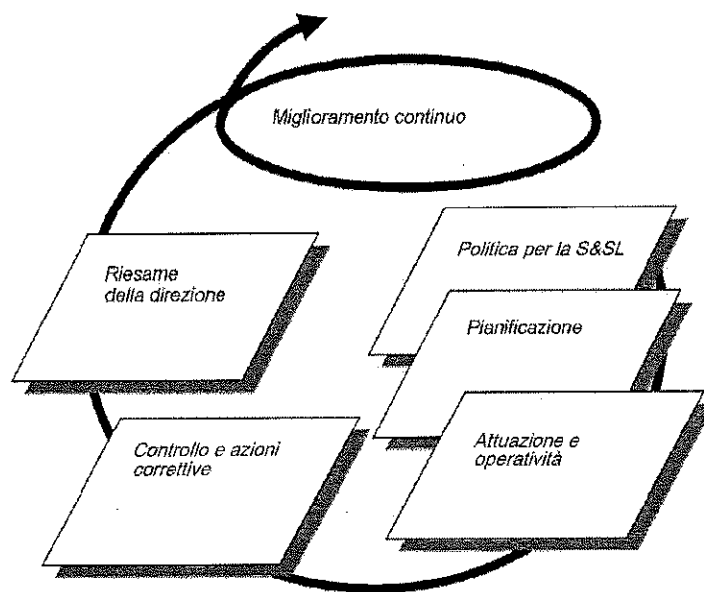 Miglioramento continuo
Politica per la S&SL
Riesame
della direzione
Pianificazione
Controllo e azioni
correttive
Attuazione e
operatività